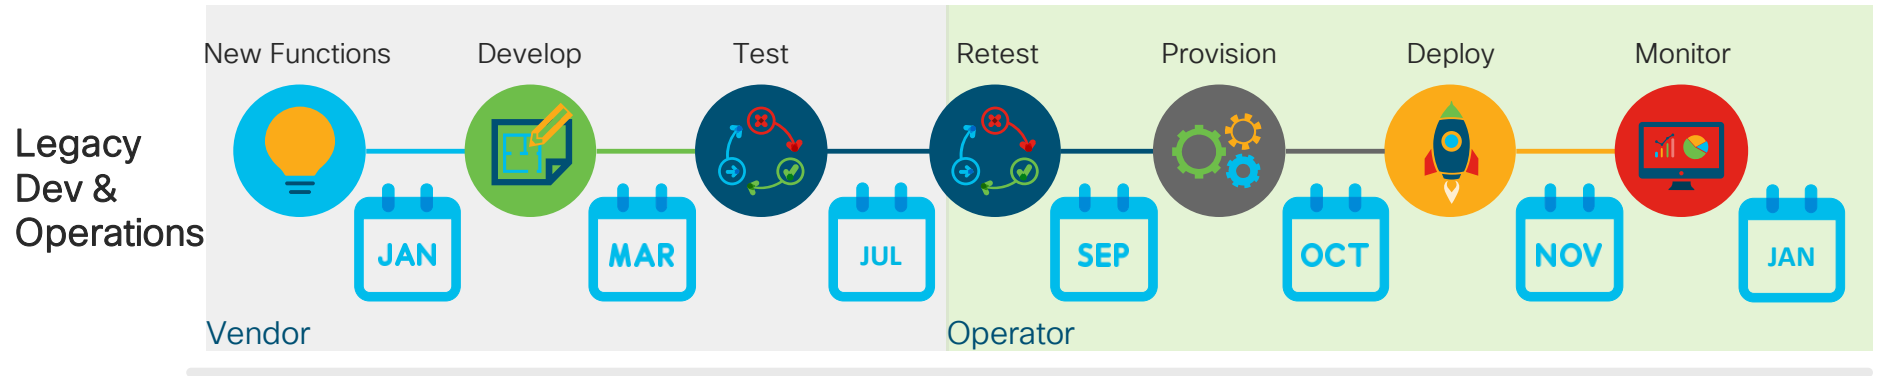 New Functions
Develop
Test
Retest
Provision
Deploy
Monitor
Legacy
Dev &
Operations
JAN
MAR
JUL
SEP
OCT
NOV
JAN
Vendor
Operator